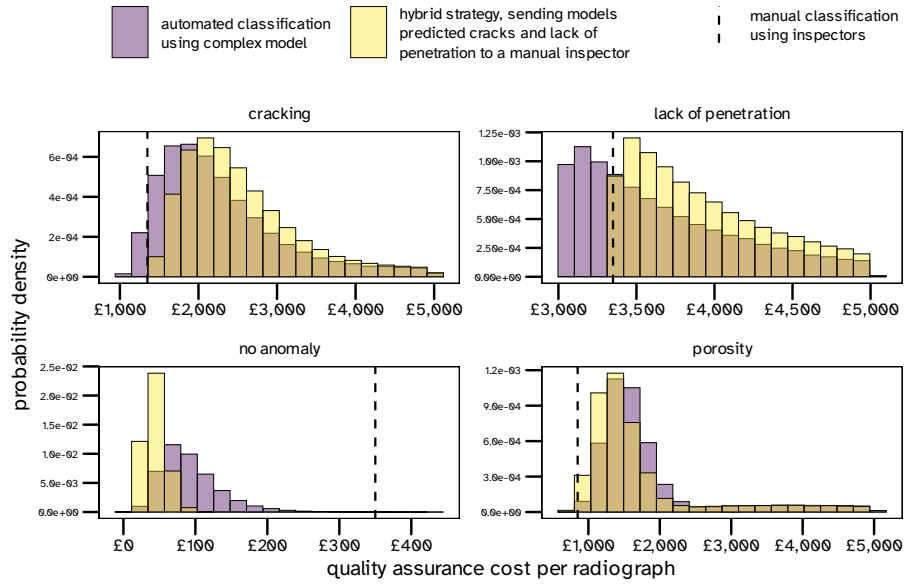 automated classification
using complex model
hybrid strategy, sending models
predicted cracks and lack of
penetration to a manual inspector
manual classification
using inspectors
cracking
lack of penetration
6e-04
4e-04
2e-04
0e+00
£1,000 £2,000 £3,000 £4,000 £5,000
1.25e-03
1.00e-03
7.50e-04
5.00e-04
2.50e-04
0.00e+00
£3,000 £3,500 £4,000 £4,500 £5,000
no anomaly
porosity
2.5e-02
2.0e-02
1.5e-02
1.0e-02
5.0e-03
0.0e+00
£0 £100 £200 £300 £400
1.2e-03
9.0e-04
6.0e-04
3.0e-04
0.0e+00
£1,000 £2,000 £3,000 £4,000 £5,000
probability density
quality assurance cost per radiograph